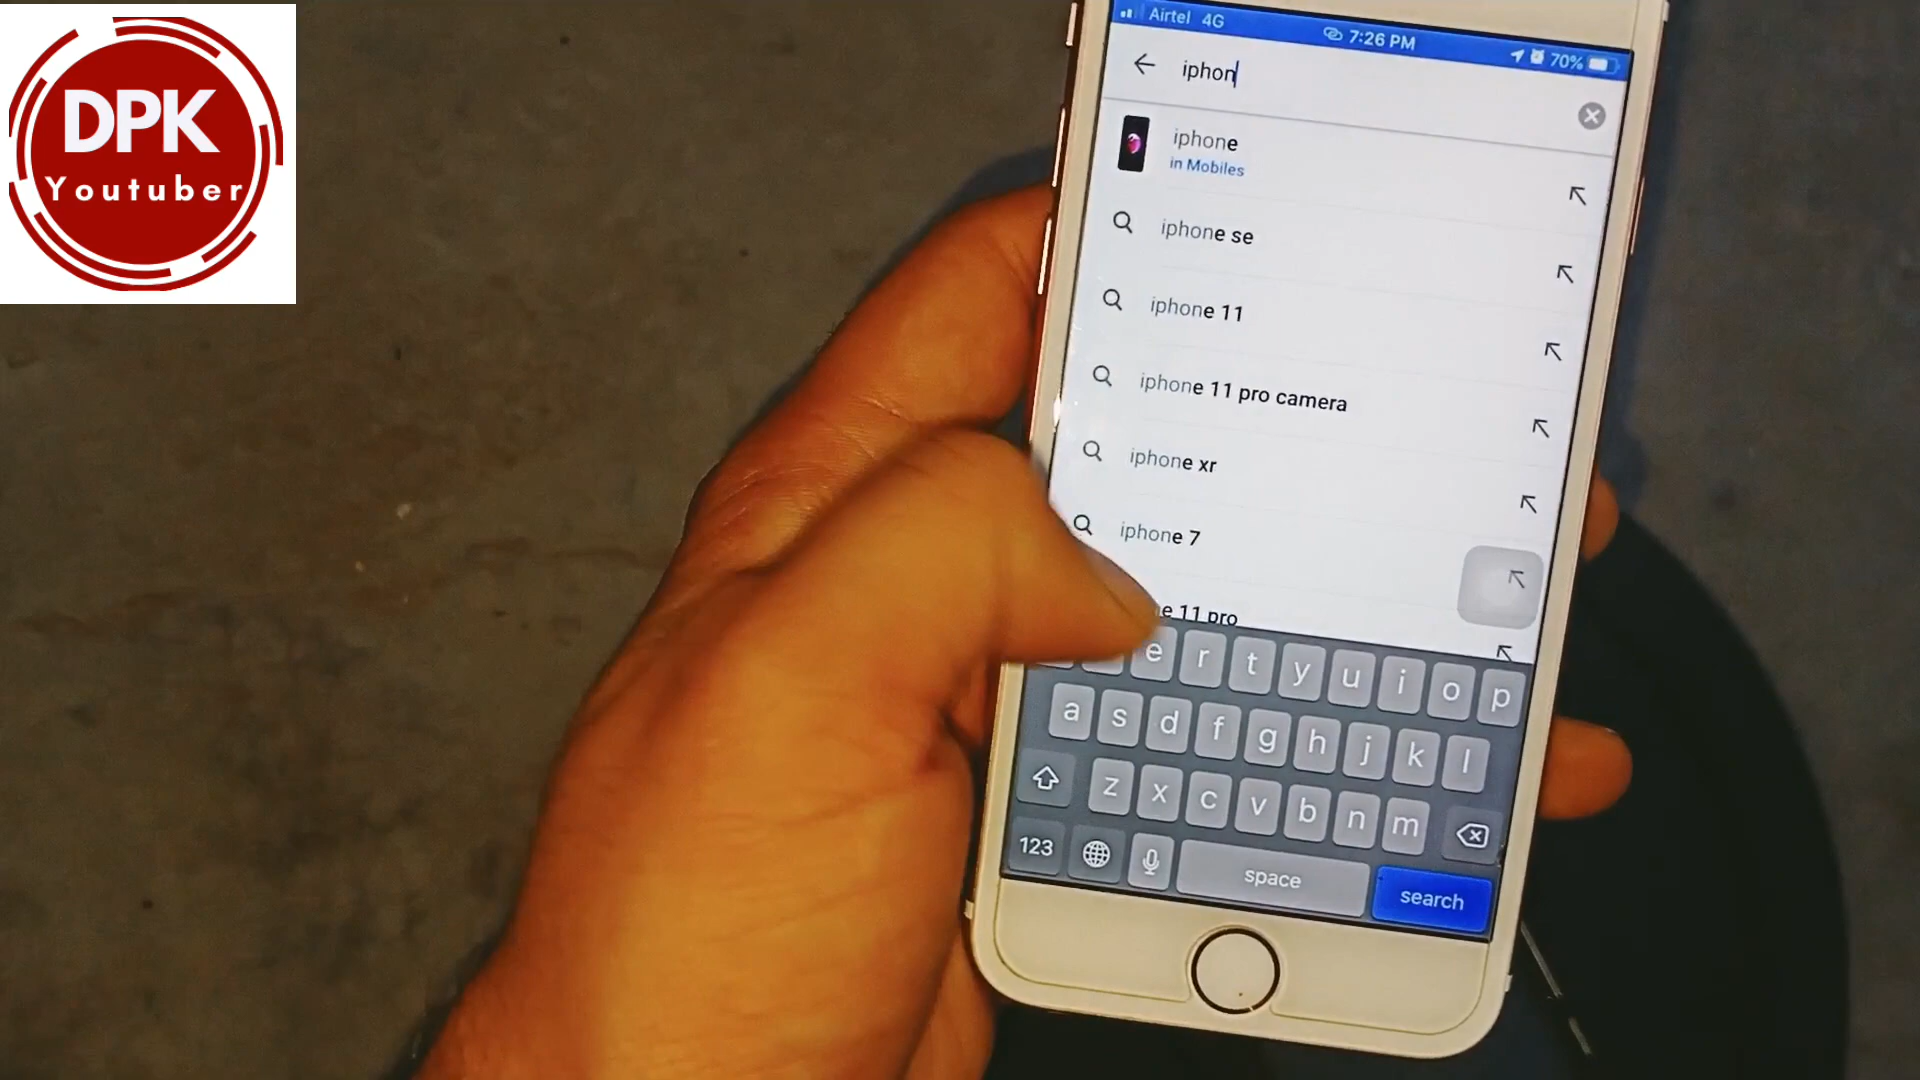 DPK
Youtuber
Airtel 4G
7:26 PM
70%
iphon
iphone
in Mobiles
iphone se
iphone 11
iphone 11 pro camera
iphone xr
iphone 7
e 11 pro
e r t y u i o p
a s d f g h j k l
z x c v b n m
123
space
search